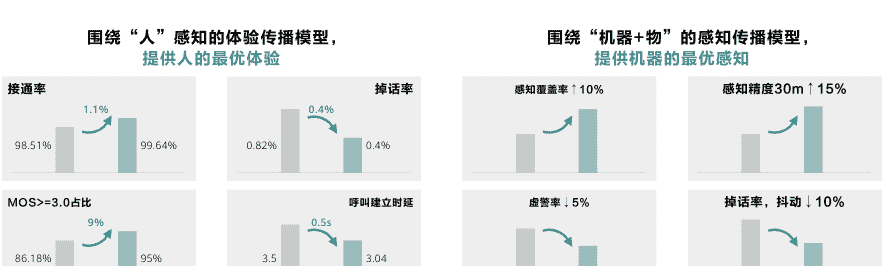 围绕“人”感知的体验传播模型，
提供人的最优体验
接通率
1.1%
98.51%
99.64%
掉话率
0.4%
0.82%
0.4%
MOS>=3.0占比
9%
86.18%
95%
呼叫建立时延
0.5s
3.5
3.04
围绕“机器+物”的感知传播模型，
提供机器的最优感知
感知覆盖率↑10%
感知精度30m↑15%
虚警率↓5%
掉话率，抖动↓10%